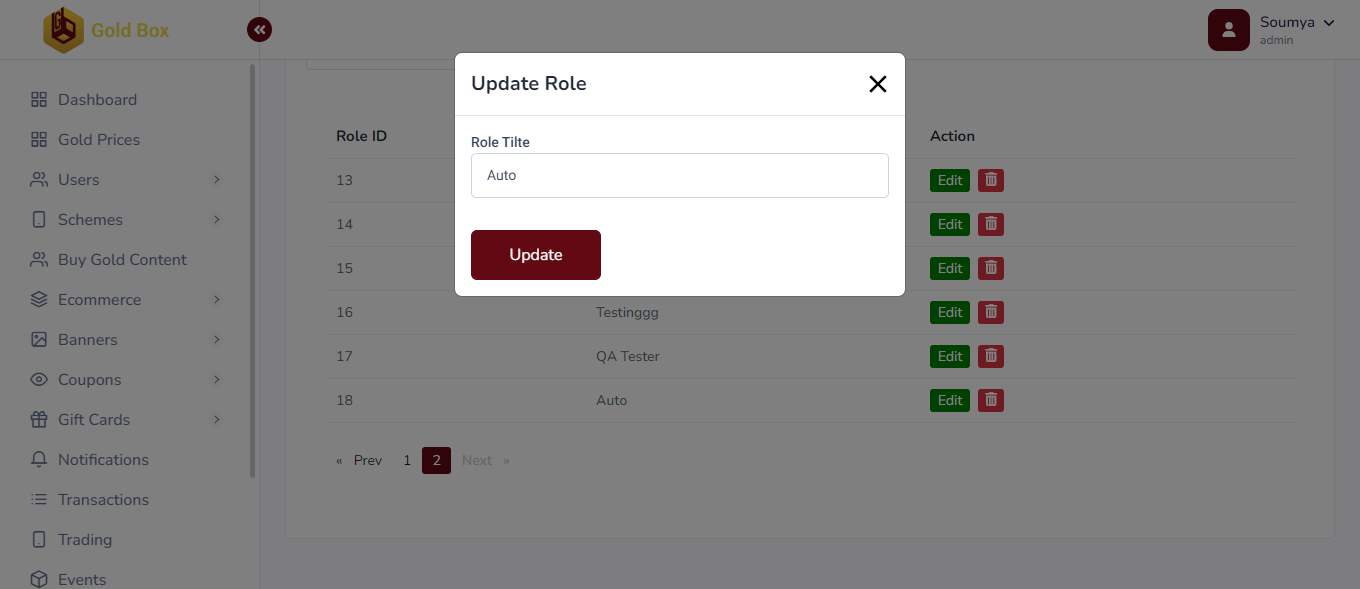 Gold Box
Soumya
admin
Dashboard
Gold Prices
Users
Schemes
Buy Gold Content
Ecommerce
Banners
Coupons
Gift Cards
Notifications
Transactions
Trading
Events
Update Role
Role Tilte
Auto
Update
Role ID Action
13 Edit
14 Edit
15 Edit
16 Testinggg Edit
17 QA Tester Edit
18 Auto Edit
« Prev 1 2 Next »